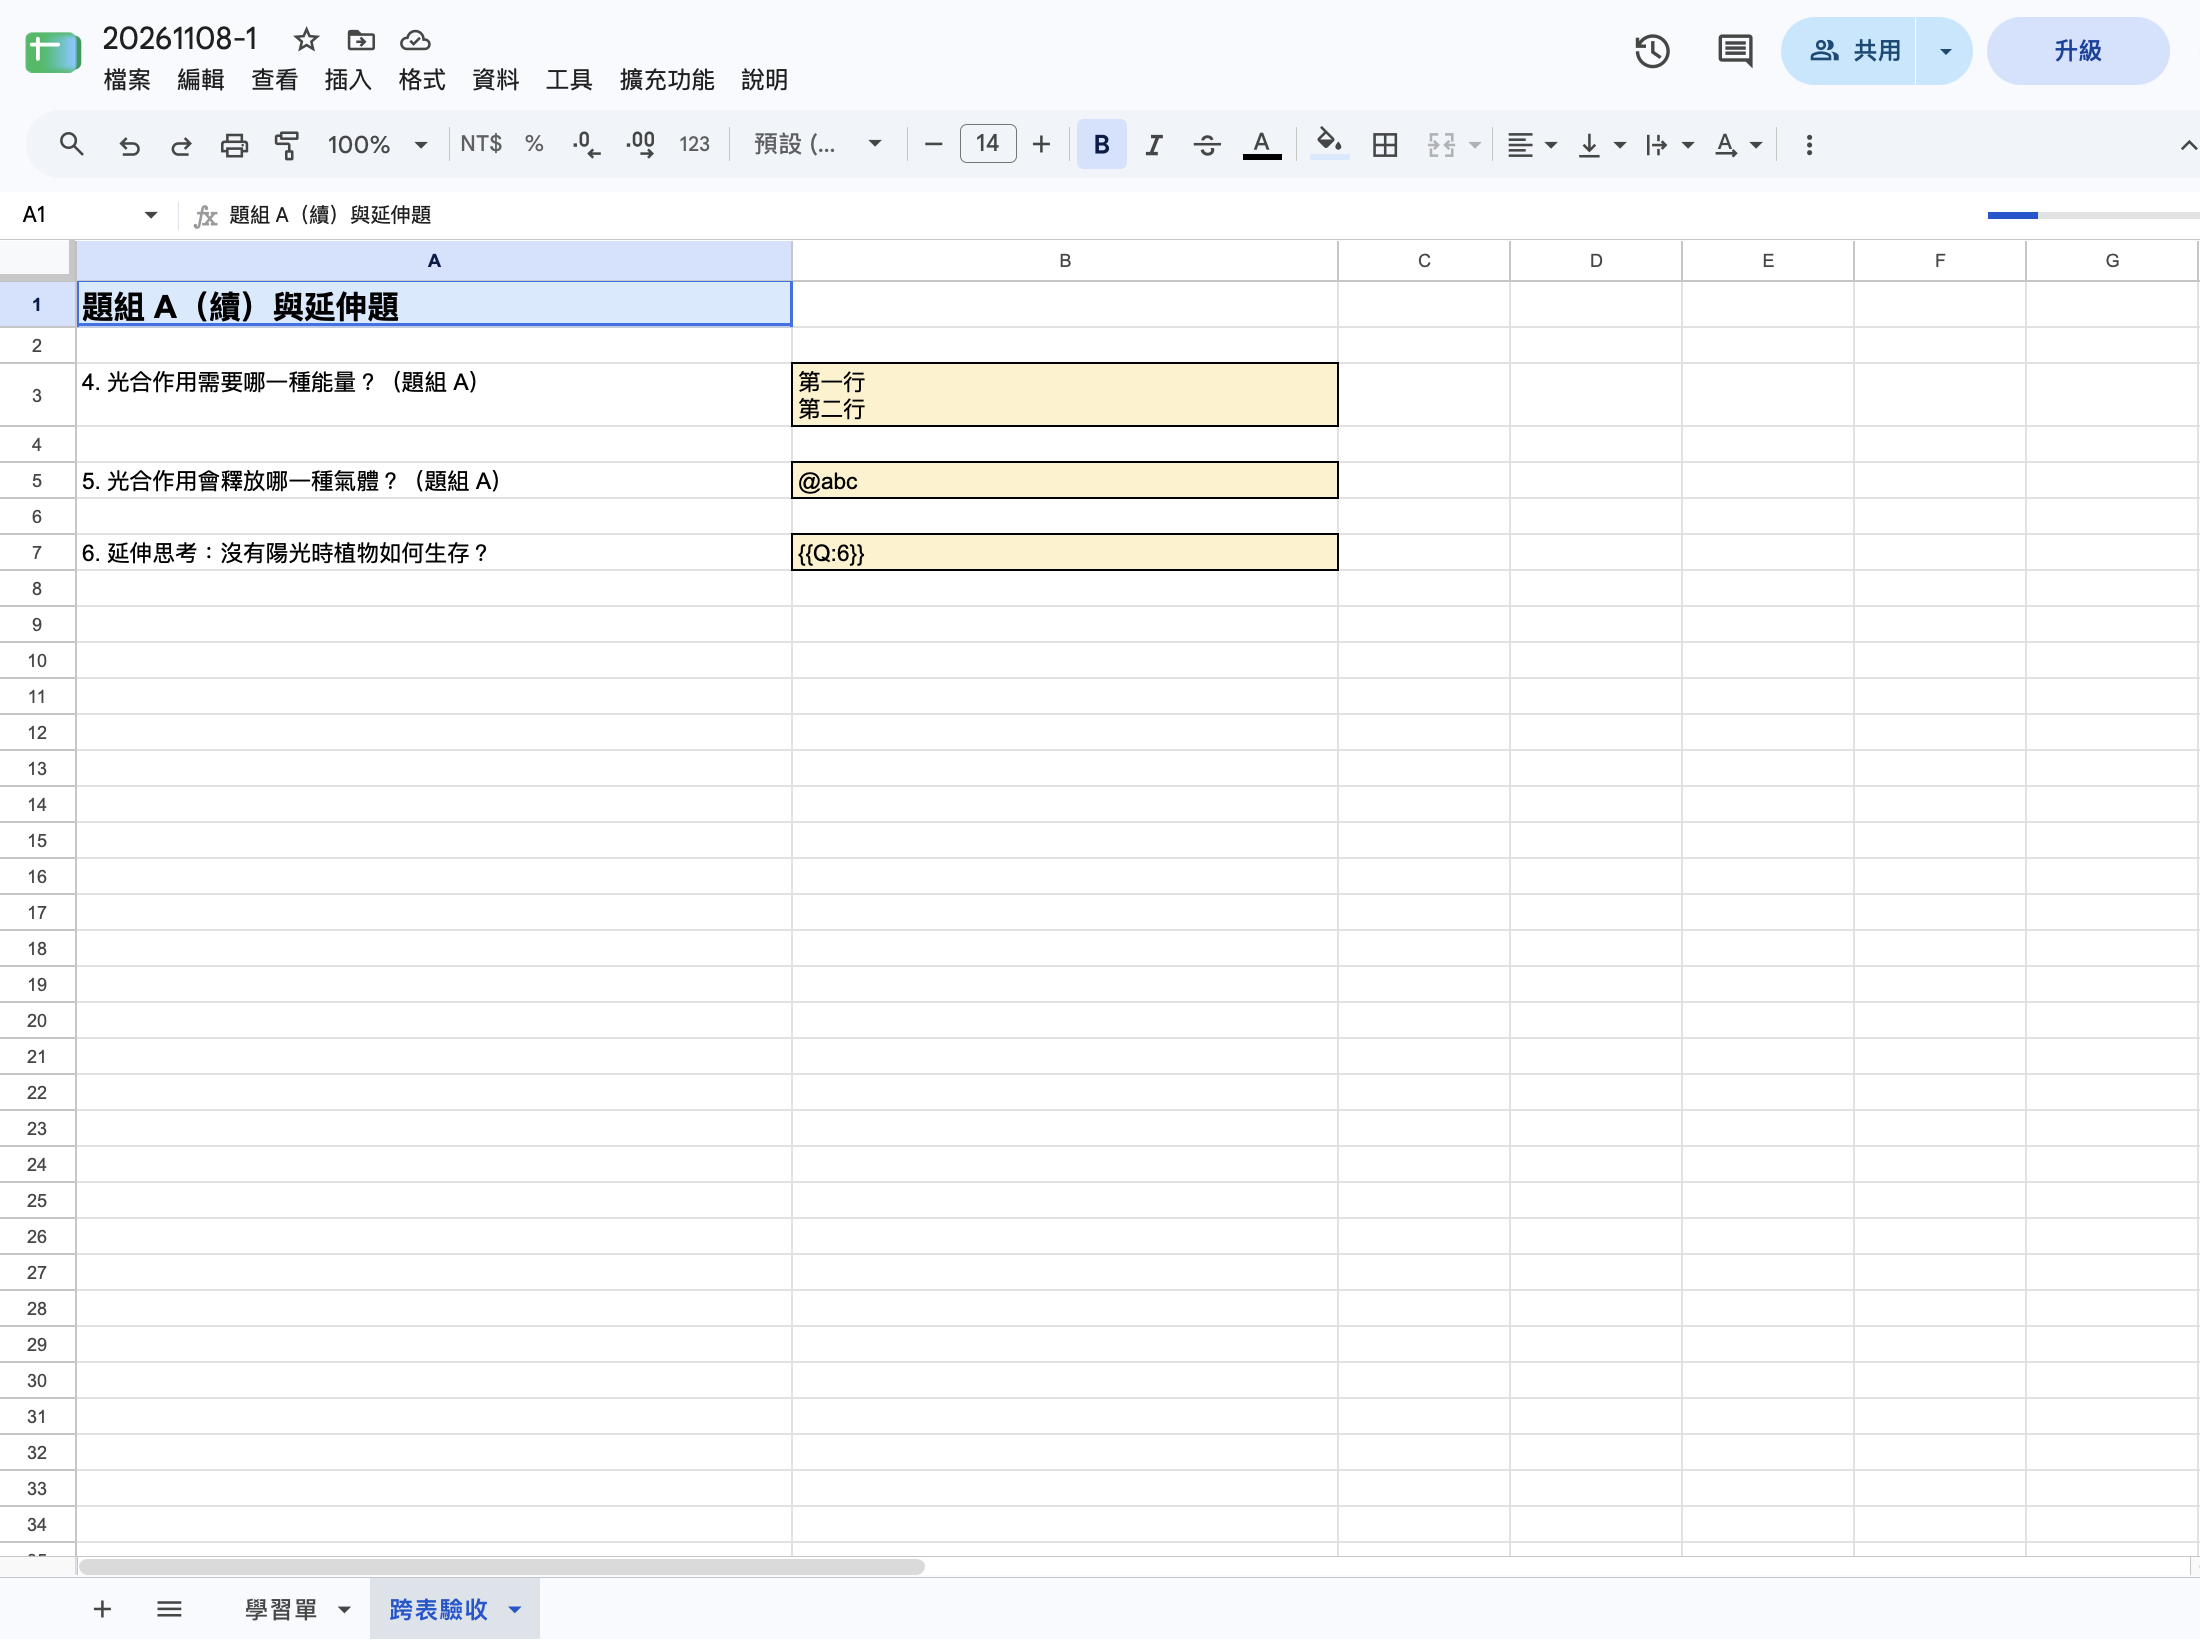 20261108-1
檔案 編輯 查看 插入 格式 資料 工具 擴充功能 說明
共用
升級
100% NT$ % .0 .00 123 預設 (... 14 B I A A
A1 fx 題組 A（續）與延伸題
A B C D E F G
1 題組 A（續）與延伸題
2
3 4. 光合作用需要哪一種能量？（題組 A） 第一行
第二行
4
5 5. 光合作用會釋放哪一種氣體？（題組 A） @abc
6
7 6. 延伸思考：沒有陽光時植物如何生存？ {{Q:6}}
8
9
10
11
12
13
14
15
16
17
18
19
20
21
22
23
24
25
26
27
28
29
30
31
32
33
34
學習單 跨表驗收